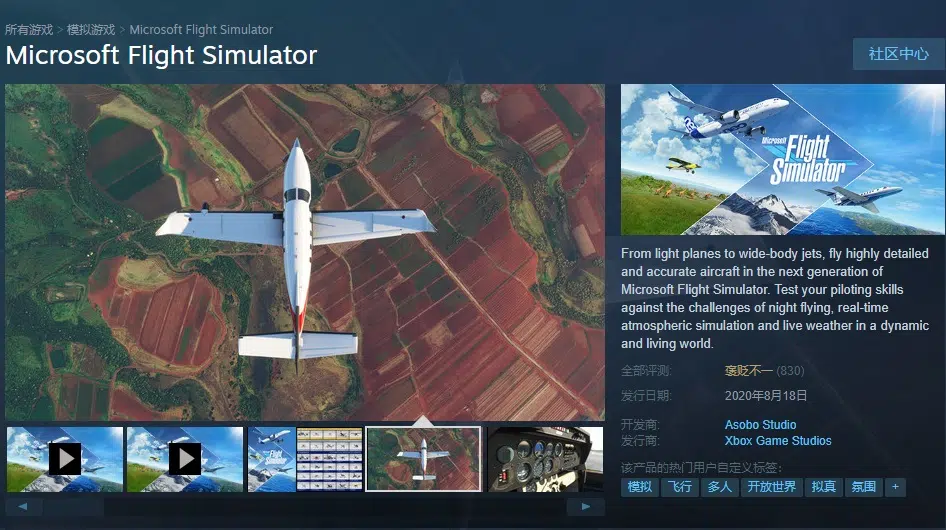 所有游戏 > 模拟游戏 > Microsoft Flight Simulator
Microsoft Flight Simulator
社区中心
Microsoft
Flight
Simulator
From light planes to wide-body jets, fly highly detailed
and accurate aircraft in the next generation of
Microsoft Flight Simulator. Test your piloting skills
against the challenges of night flying, real-time
atmospheric simulation and live weather in a dynamic
and living world.
全部评测: 褒贬不一 (830)
发行日期: 2020年8月18日
开发商: Asobo Studio
发行商: Xbox Game Studios
该产品的热门用户自定义标签:
模拟 飞行 多人 开放世界 拟真 氛围 +